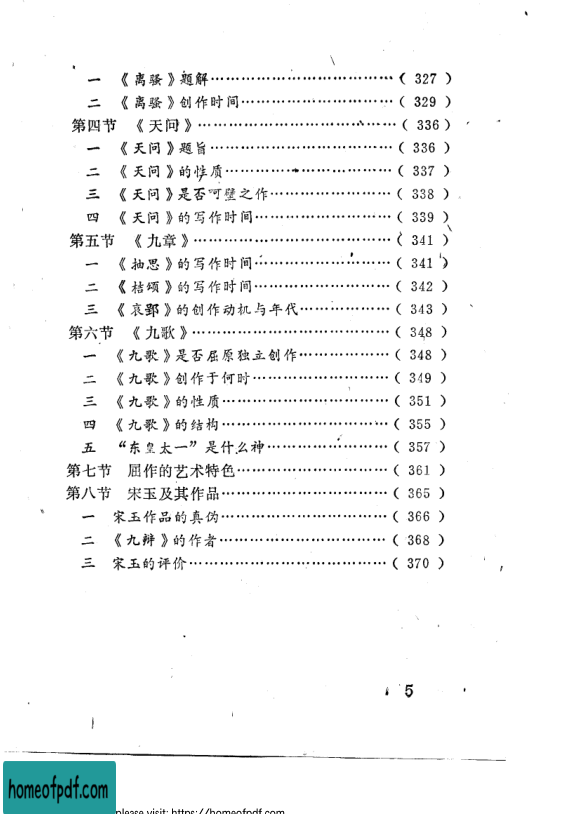 一 《离骚》题解……………………………………( 327 )
二 《离骚》创作时间………………………………( 329 )
第四节 《天问》……………………………………( 336 )
一 《天问》题旨……………………………………( 336 )
二 《天问》的性质…………………………………( 337 )
三 《天问》是否呵壁之作…………………………( 338 )
四 《天问》的写作时间……………………………( 339 )
第五节 《九章》……………………………………( 341 )
一 《抽思》的写作时间……………………………( 341 )
二 《桔颂》的写作时间……………………………( 342 )
三 《哀郢》的创作动机与年代……………………( 343 )
第六节 《九歌》……………………………………( 348 )
一 《九歌》是否屈原独立创作……………………( 348 )
二 《九歌》创作于何时……………………………( 349 )
三 《九歌》的性质…………………………………( 351 )
四 《九歌》的结构…………………………………( 355 )
五 “东皇太一”是什么神…………………………( 357 )
第七节 屈作的艺术特色……………………………( 361 )
第八节 宋玉及其作品………………………………( 365 )
一 宋玉作品的真伪…………………………………( 366 )
二 《九辩》的作者…………………………………( 368 )
三 宋玉的评价………………………………………( 370 )
5
homeofpdf.com
please visit: https://homeofpdf.com